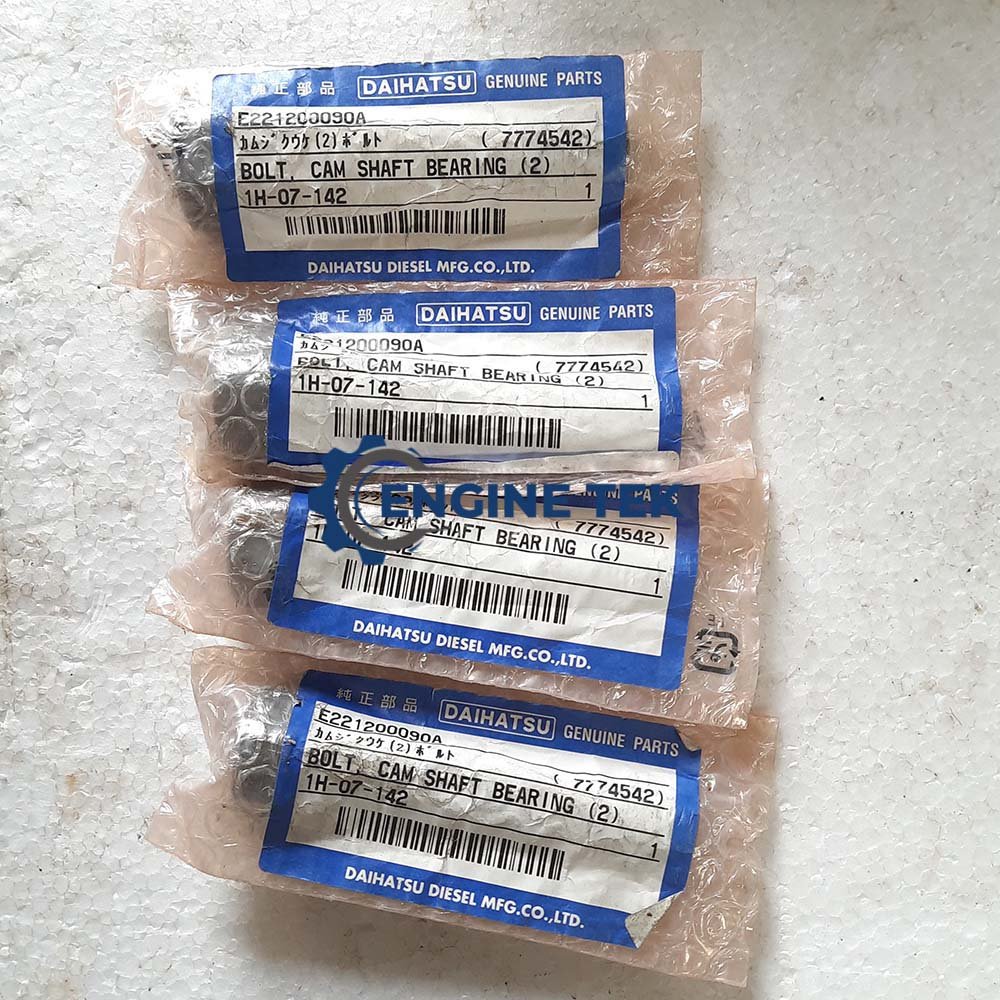 純正部品 DAIHATSU GENUINE PARTS
E221200090A
カムジクウケ(2)ボルト ( 7774542)
BOLT, CAM SHAFT BEARING (2)
1H-07-142 1
DAIHATSU DIESEL MFG.CO.,LTD.
純正部品 DAIHATSU GENUINE PARTS
E221200090A
( 7774542)
BOLT, CAM SHAFT BEARING (2)
1H-07-142 1
ENGINE TEK
GENUINE PARTS
( 7774542)
CAM SHAFT BEARING (2)
142 1
DAIHATSU DIESEL MFG.CO.,LTD.
純正部品 DAIHATSU GENUINE PARTS
E221200090A
カムジクウケ(2)ボルト ( 7774542)
BOLT, CAM SHAFT BEARING (2)
1H-07-142 1
DAIHATSU DIESEL MFG.CO.,LTD.